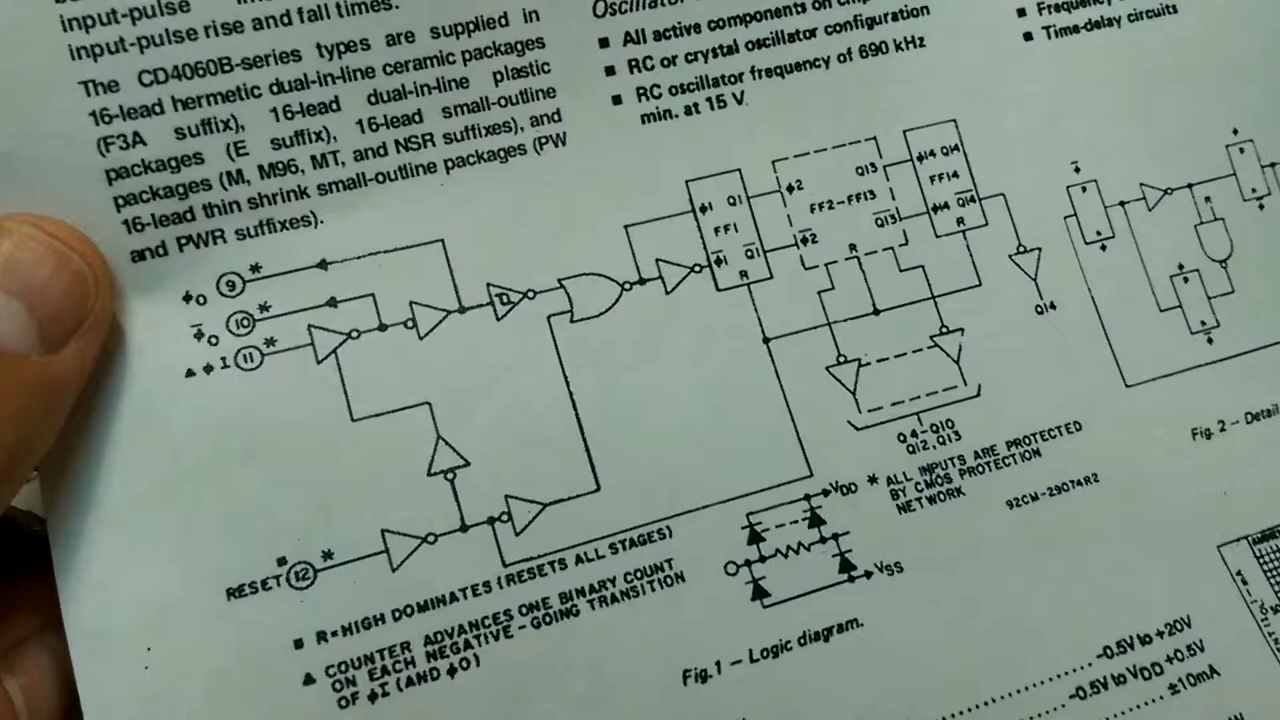 input-pulse
input-pulse rise and fall times.
The CD4060B-series types are supplied in
16-lead hermetic dual-in-line ceramic packages
(F3A suffix), 16-lead dual-in-line plastic
packages (E suffix), 16-lead small-outline
packages (M, M96, MT, and NSR suffixes), and
16-lead thin shrink small-outline packages (PW
and PWR suffixes).
■ All active components on
■ RC or crystal oscillator configuration
■ RC oscillator frequency of 690 kHz
min. at 15 V
■ Frequency
■ Time-delay circuits
ϕO 9 *
ϕ̅O 10 *
▲ ϕI 11 *
ϕ1 Q1
FF1
ϕ̅1 Q̅1
R
ϕ2 Q13
FF2-FF13
ϕ̅2 Q̅13
R
ϕ14 Q14
FF14
ϕ̅14 Q̅14
R
Q14
Q4-Q10
Q12,Q13
■ *
RESET 12
VDD
VSS
* ALL INPUTS ARE PROTECTED
BY CMOS PROTECTION
NETWORK
92CM-29074R2
■ R=HIGH DOMINATES (RESETS ALL STAGES)
▲ COUNTER ADVANCES ONE BINARY COUNT
ON EACH NEGATIVE-GOING TRANSITION
OF ϕI (AND ϕO)
Fig.1 – Logic diagram.
Fig. 2 – Detail
-0.5V to +20V
-0.5V to VDD +0.5V
±10mA